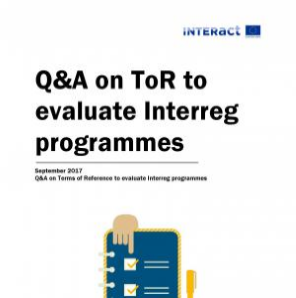 INTERACT
Q&A on ToR to
evaluate Interreg
programmes
September 2017
Q&A on Terms of Reference to evaluate Interreg programmes